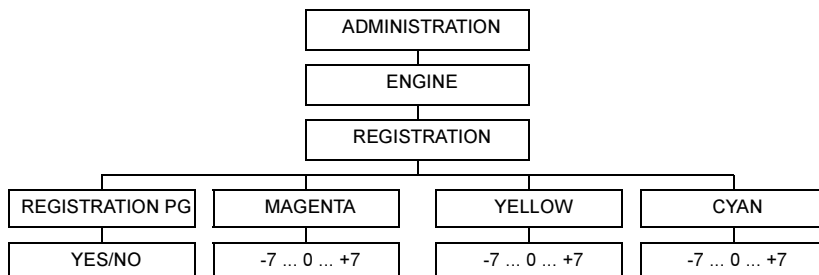 ADMINISTRATION
ENGINE
REGISTRATION
REGISTRATION PG MAGENTA YELLOW CYAN
YES/NO -7 ... 0 ... +7 -7 ... 0 ... +7 -7 ... 0 ... +7